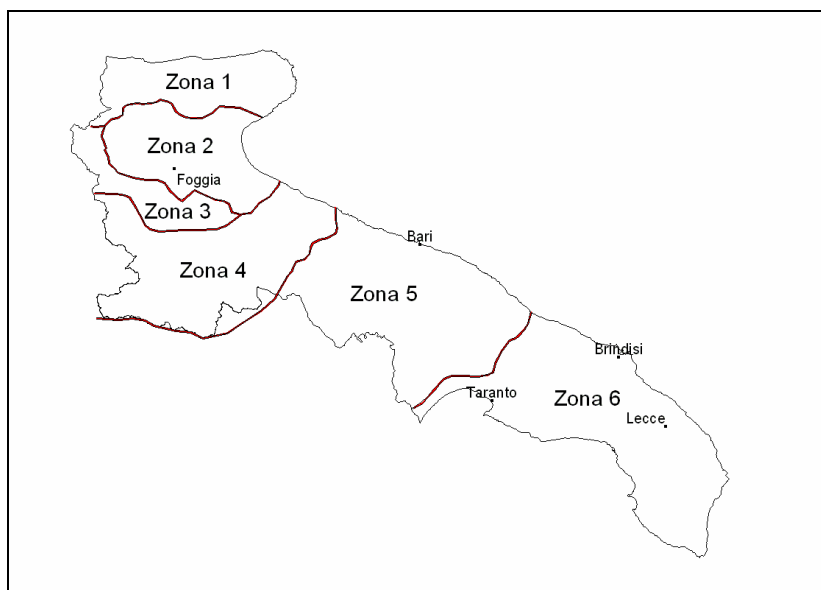 Zona 1
Zona 2
Foggia
Zona 3
Bari
Zona 4
Zona 5
Brindisi
Taranto
Zona 6
Lecce